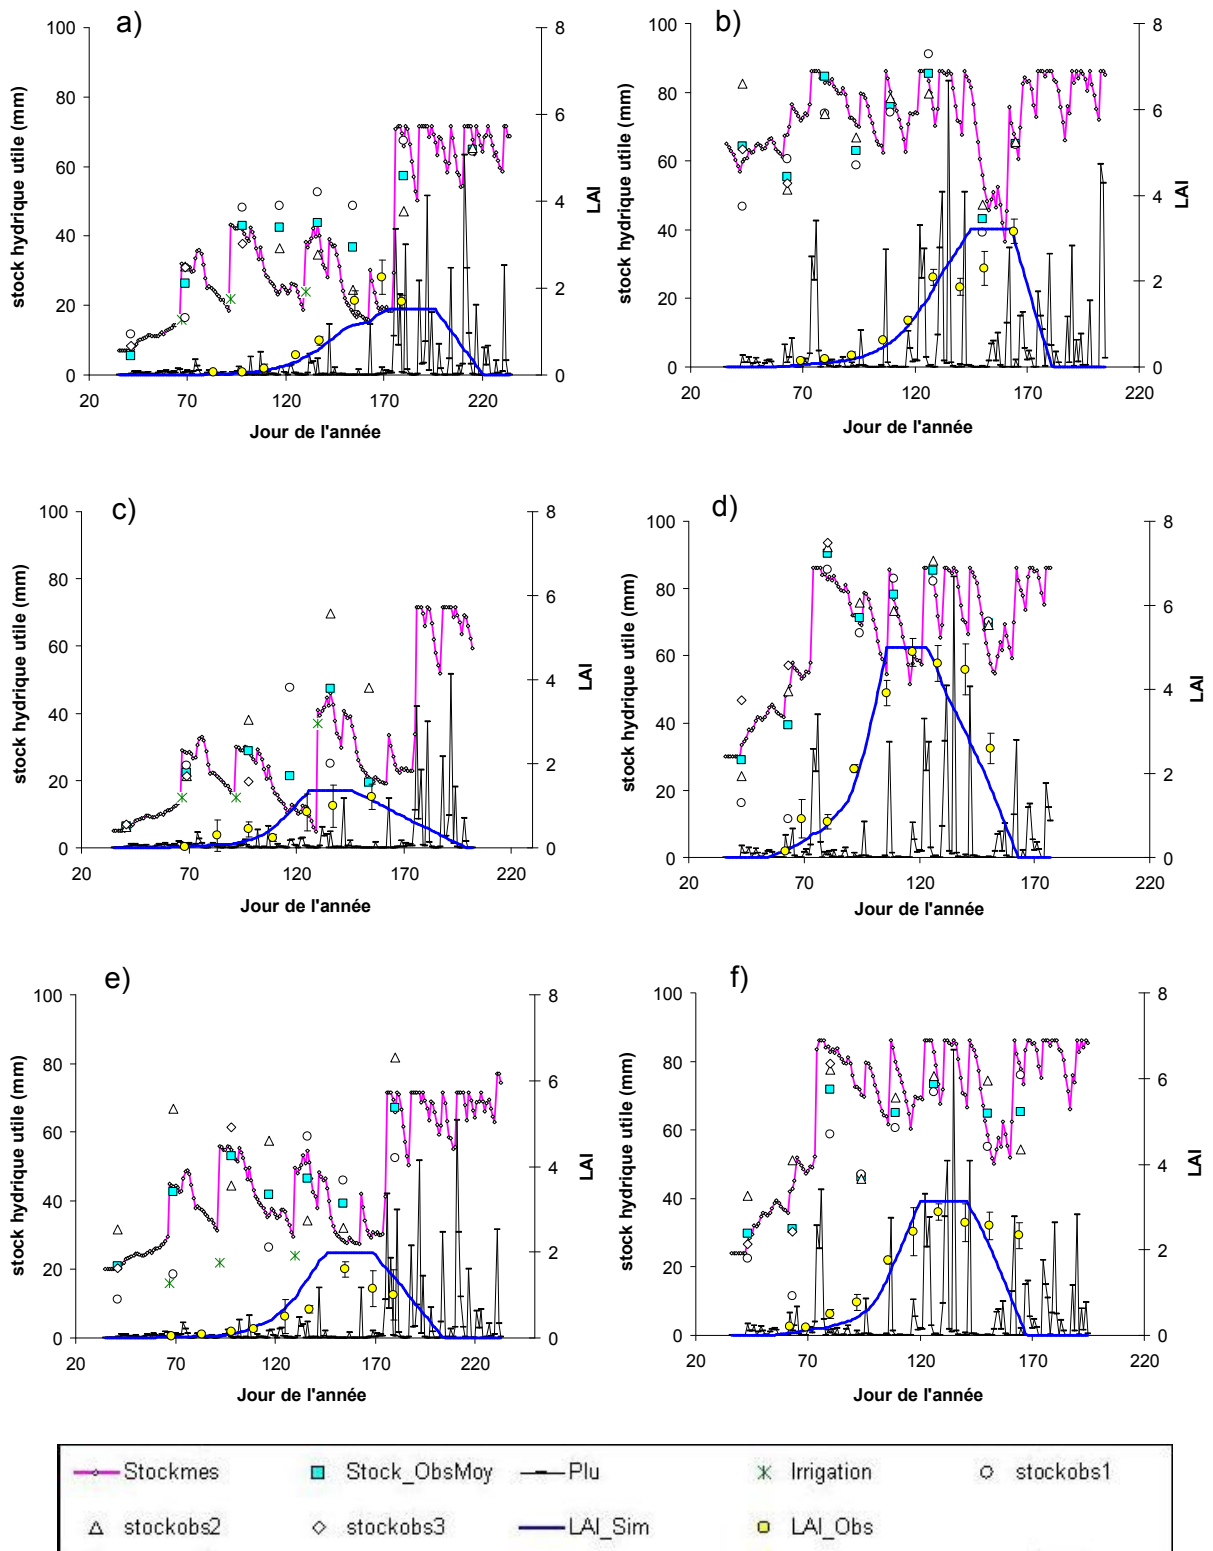 a)
b)
100
80
60
40
20
0
8
6
4
2
0
20 70 120 170 220
stock hydrique utile (mm)
LAI
Jour de l'année
100
80
60
40
20
0
8
6
4
2
0
20 70 120 170 220
stock hydrique utile (mm)
LAI
Jour de l'année
c)
d)
100
80
60
40
20
0
8
6
4
2
0
20 70 120 170 220
stock hydrique utile (mm)
LAI
Jour de l'année
100
80
60
40
20
0
8
6
4
2
0
20 70 120 170 220
stock hydrique utile (mm)
LAI
Jour de l'année
e)
f)
100
80
60
40
20
0
8
6
4
2
0
20 70 120 170 220
stock hydrique utile (mm)
LAI
Jour de l'année
100
80
60
40
20
0
8
6
4
2
0
20 70 120 170 220
stock hydrique utile (mm)
LAI
Jour de l'année
Stockmes Stock_ObsMoy Plu Irrigation stockobs1
stockobs2 stockobs3 LAI_Sim LAI_Obs